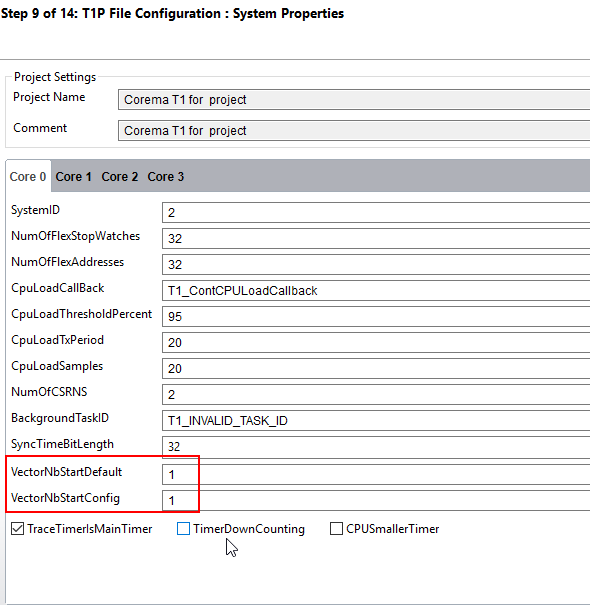 Step 9 of 14: T1P File Configuration : System Properties
Project Settings
Project Name Corema T1 for project
Comment Corema T1 for project
Core 0 Core 1 Core 2 Core 3
SystemID 2
NumOfFlexStopWatches 32
NumOfFlexAddresses 32
CpuLoadCallBack T1_ContCPULoadCallback
CpuLoadThresholdPercent 95
CpuLoadTxPeriod 20
CpuLoadSamples 20
NumOfCSRNS 2
BackgroundTaskID T1_INVALID_TASK_ID
SyncTimeBitLength 32
VectorNbStartDefault 1
VectorNbStartConfig 1
TraceTimerIsMainTimer TimerDownCounting CPUSmallerTimer